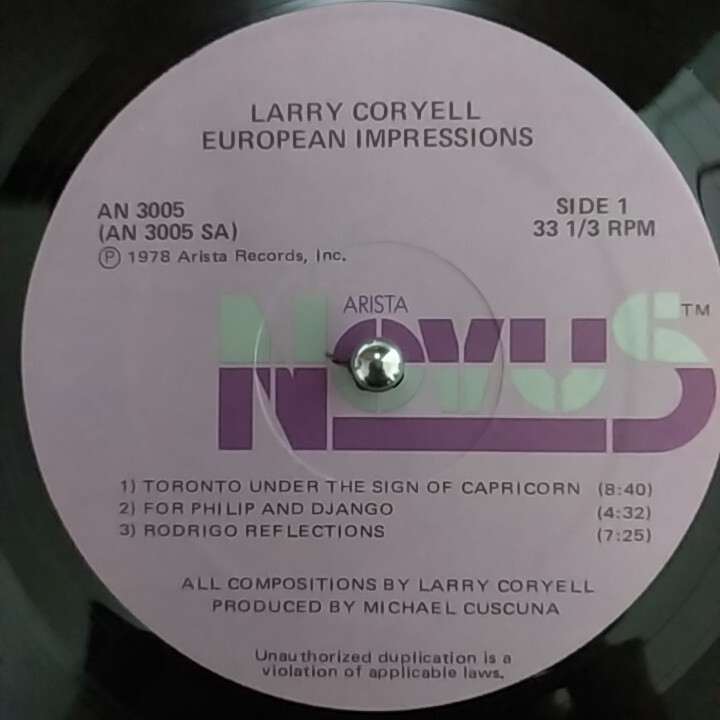 LARRY CORYELL
EUROPEAN IMPRESSIONS
AN 3005
(AN 3005 SA)
℗ 1978 Arista Records, Inc.
SIDE 1
33 1/3 RPM
ARISTA
NOVUS TM
1) TORONTO UNDER THE SIGN OF CAPRICORN (8:40)
2) FOR PHILIP AND DJANGO (4:32)
3) RODRIGO REFLECTIONS (7:25)
ALL COMPOSITIONS BY LARRY CORYELL
PRODUCED BY MICHAEL CUSCUNA
Unauthorized duplication is a
violation of applicable laws.